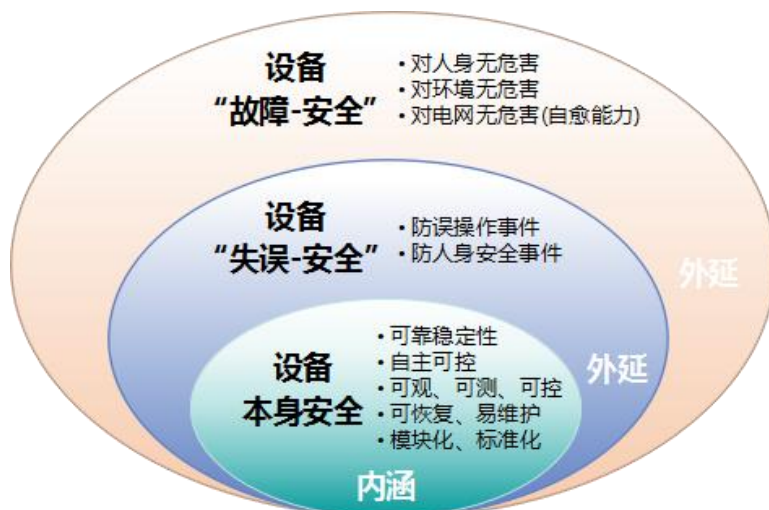 设备
“故障-安全”
• 对人身无危害
• 对环境无危害
• 对电网无危害(自愈能力)
设备
“失误-安全”
• 防误操作事件
• 防人身安全事件
外延
设备
本身安全
• 可靠稳定性
• 自主可控
• 可观、可测、可控
• 可恢复、易维护
• 模块化、标准化
外延
内涵